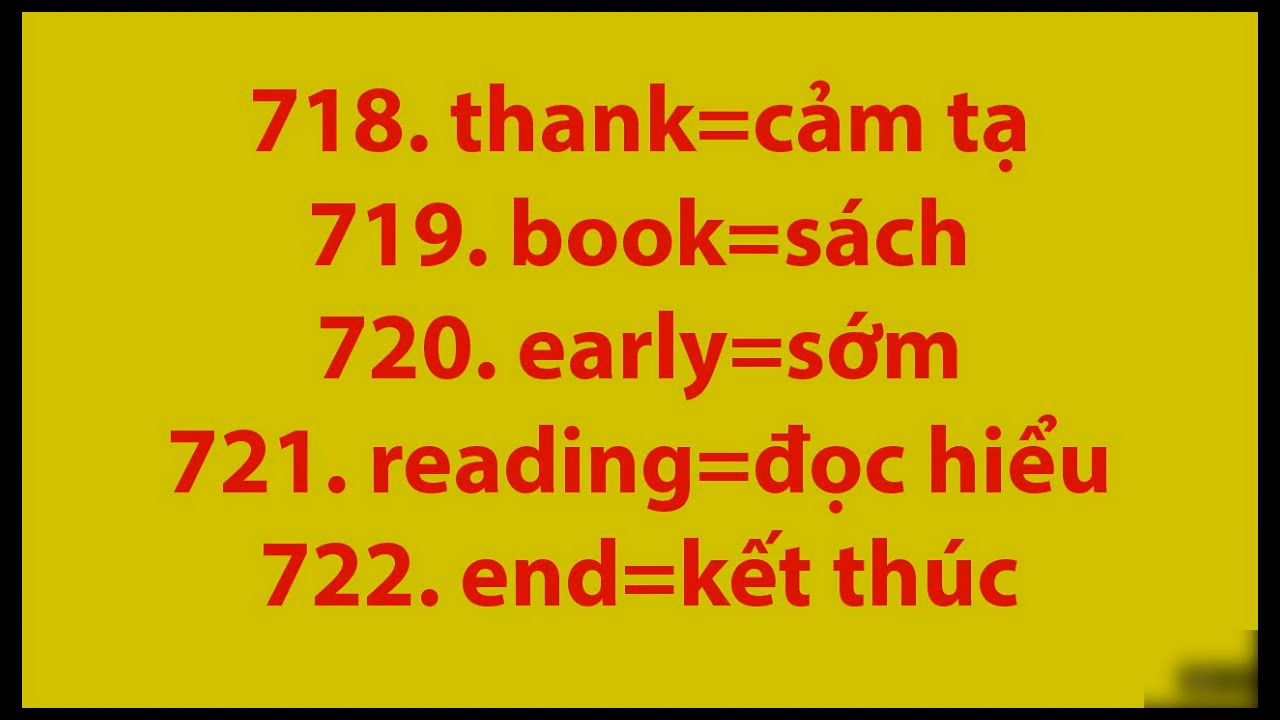 718. thank=cảm tạ
719. book=sách
720. early=sớm
721. reading=đọc hiểu
722. end=kết thúc